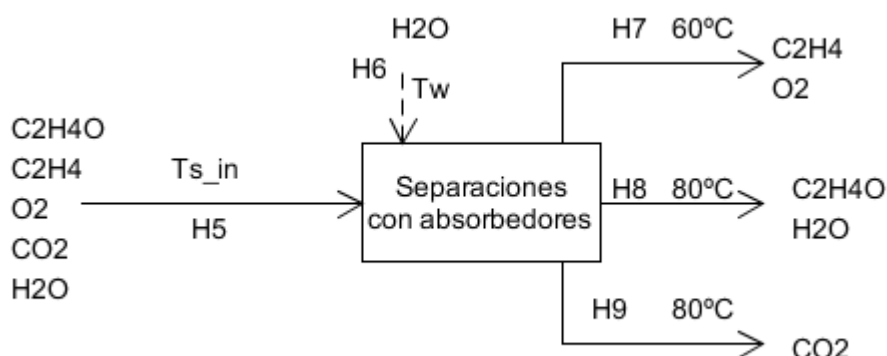 H2O
H6
Tw
H7 60ºC
C2H4
O2
C2H4O
C2H4
O2
CO2
H2O
Ts_in
H5
Separaciones
con absorbedores
H8 80ºC
C2H4O
H2O
H9 80ºC
CO2